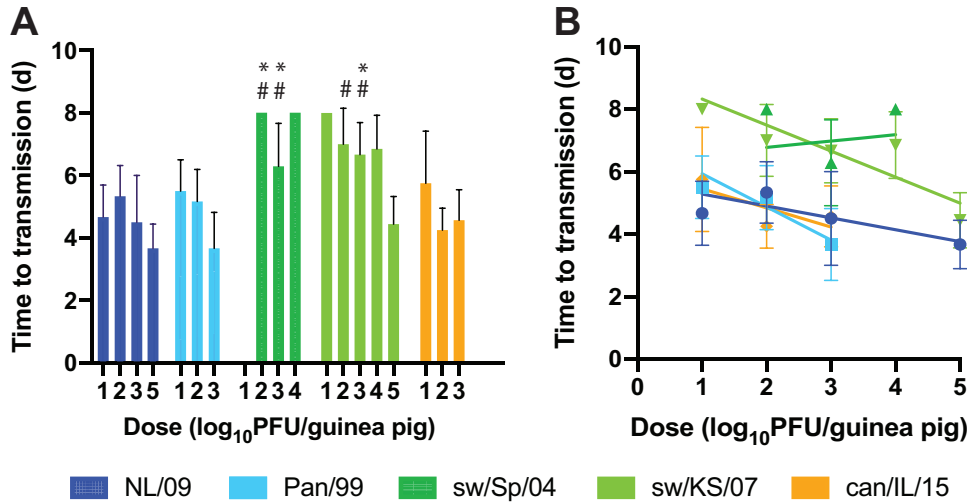 A
B
Time to transmission (d)
10
8
6
4
2
0
* *
# # # #
*
1 2 3 5 1 2 3 1 2 3 4 1 2 3 4 5 1 2 3
Dose (log10PFU/guinea pig)
Time to transmission (d)
10
8
6
4
2
0
0 1 2 3 4 5
Dose (log10PFU/guinea pig)
NL/09 Pan/99 sw/Sp/04 sw/KS/07 can/IL/15